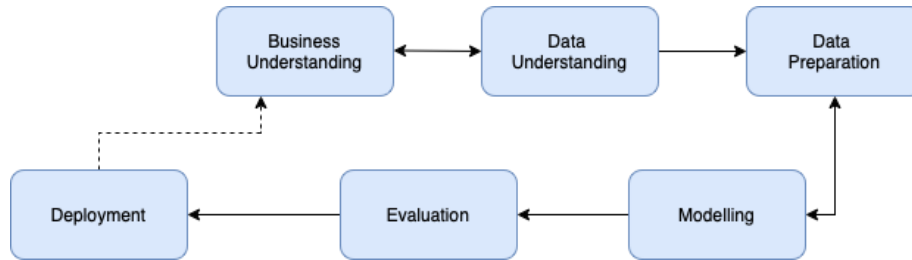 Business
Understanding
Data
Understanding
Data
Preparation
Deployment
Evaluation
Modelling